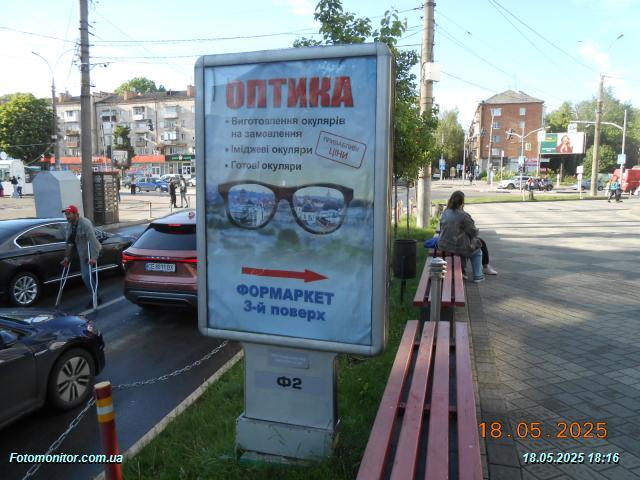 ОПТИКА
• Виготовлення окулярів
на замовлення
• Іміджеві окуляри
• Готові окуляри
ПРИВАБЛИВІ
ЦІНИ
ФОРМАРКЕТ
3-й поверх
Ф2
18.05.2025
Fotomonitor.com.ua
18.05.2025 18:16